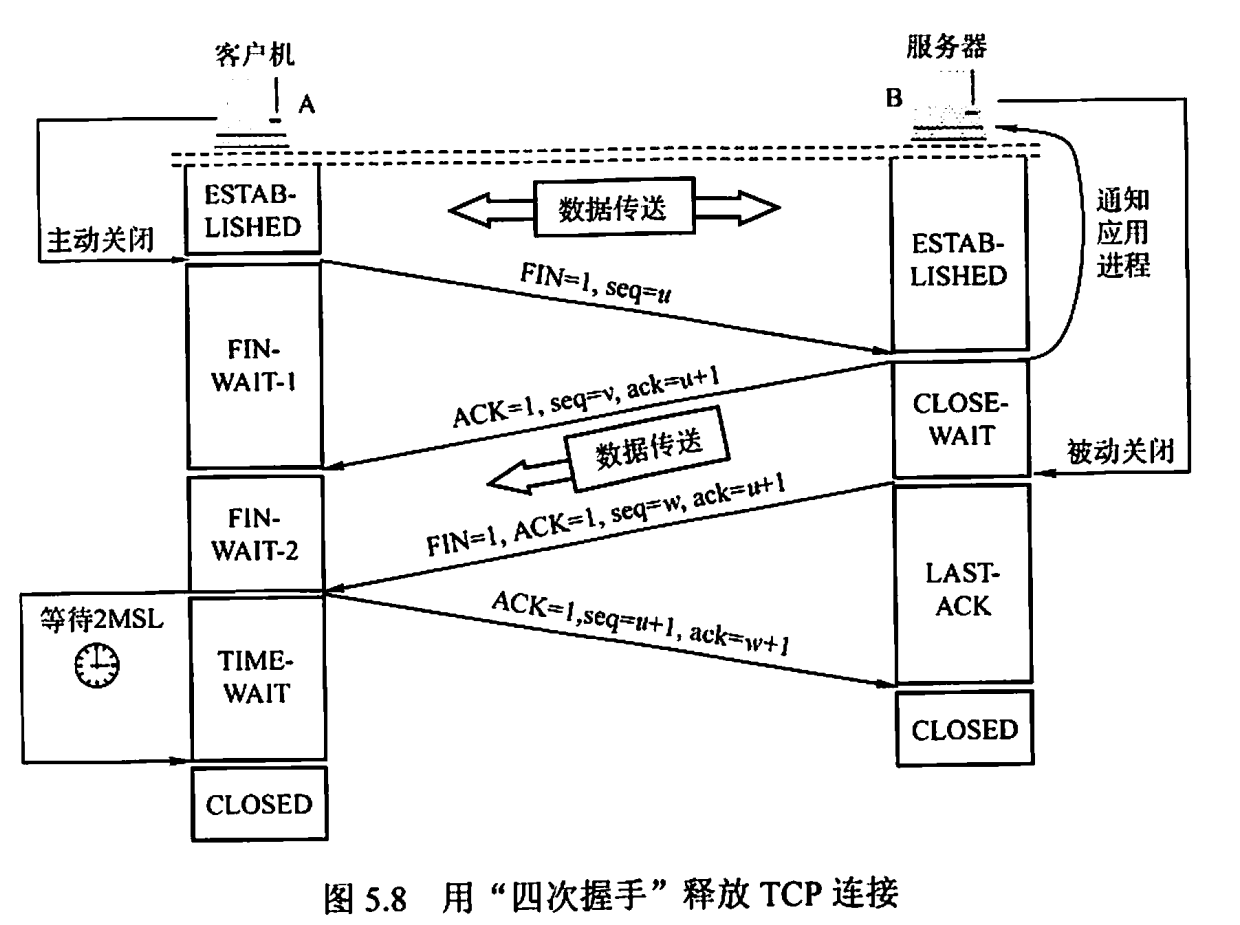 客户机
服务器
A
B
ESTAB-
LISHED
数据传送
ESTAB-
LISHED
通知
应用
进程
主动关闭
FIN=1, seq=u
FIN-
WAIT-1
ACK=1, seq=v, ack=u+1
CLOSE-
WAIT
数据传送
被动关闭
FIN-
WAIT-2
FIN=1, ACK=1, seq=w, ack=u+1
LAST-
ACK
等待2MSL
ACK=1,seq=u+1, ack=w+1
TIME-
WAIT
CLOSED
CLOSED
图 5.8 用“四次握手”释放 TCP 连接